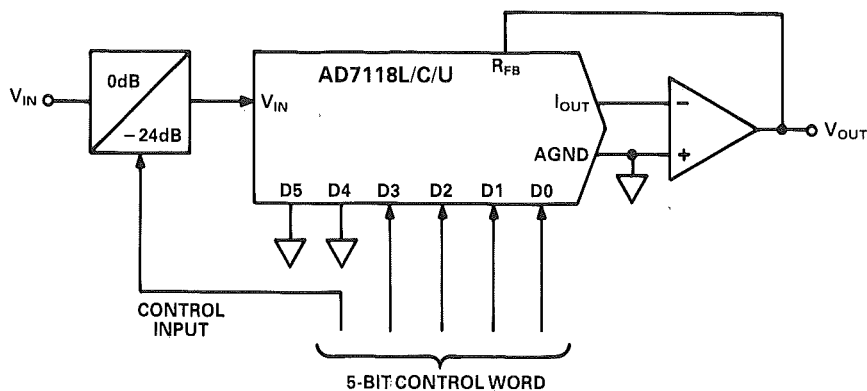 AD7118L/C/U
R_FB
V_IN
0dB
−24dB
V_IN
I_OUT
AGND
−
+
V_OUT
D5 D4 D3 D2 D1 D0
CONTROL
INPUT
5-BIT CONTROL WORD